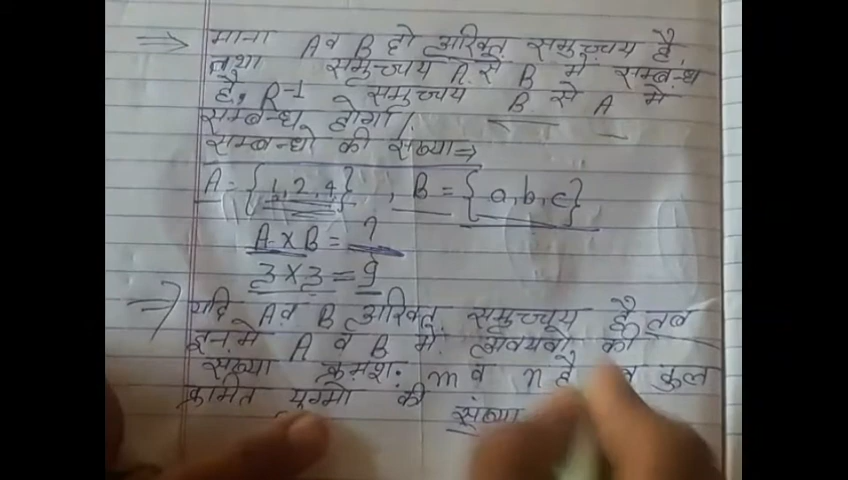 ⇒ माना A व B दो अरिक्त समुच्चय है,
तथा समुच्चय A से B में सम्बन्ध
है, R-1 समुच्चय B से A में
सम्बन्ध होगा।
सम्बन्धो की संख्या ⇒
A = {1, 2, 4} , B = {a, b, c}
A × B = ?
3 × 3 = 9
⇒ यदि A व B अरिक्त समुच्चय है तब
इनमे A व B में अवयवो की
संख्या क्रमश: m व n है व कुल
क्रमित युग्मो की संख्या